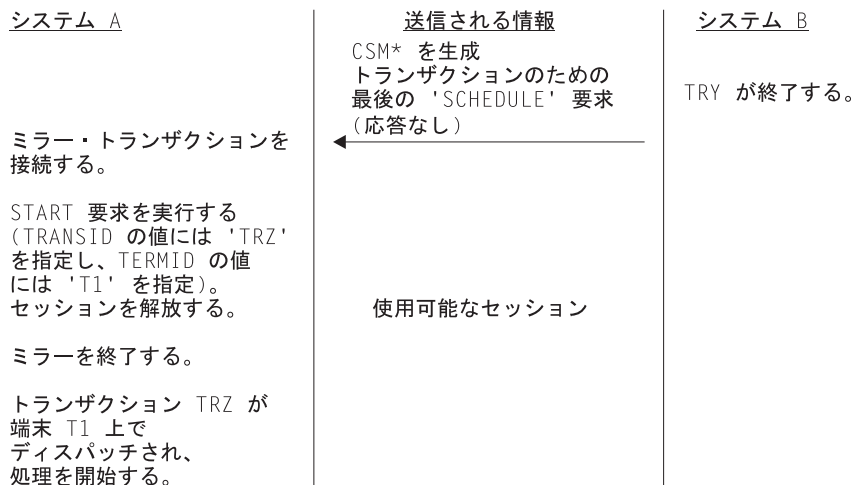 システム A
送信される情報
システム B
CSM* を生成
トランザクションのための
最後の 'SCHEDULE' 要求
(応答なし)
TRY が終了する。
ミラー・トランザクションを
接続する。
START 要求を実行する
(TRANSID の値には 'TRZ'
を指定し、TERMID の値
には 'T1' を指定)。
セッションを解放する。
使用可能なセッション
ミラーを終了する。
トランザクション TRZ が
端末 T1 上で
ディスパッチされ、
処理を開始する。